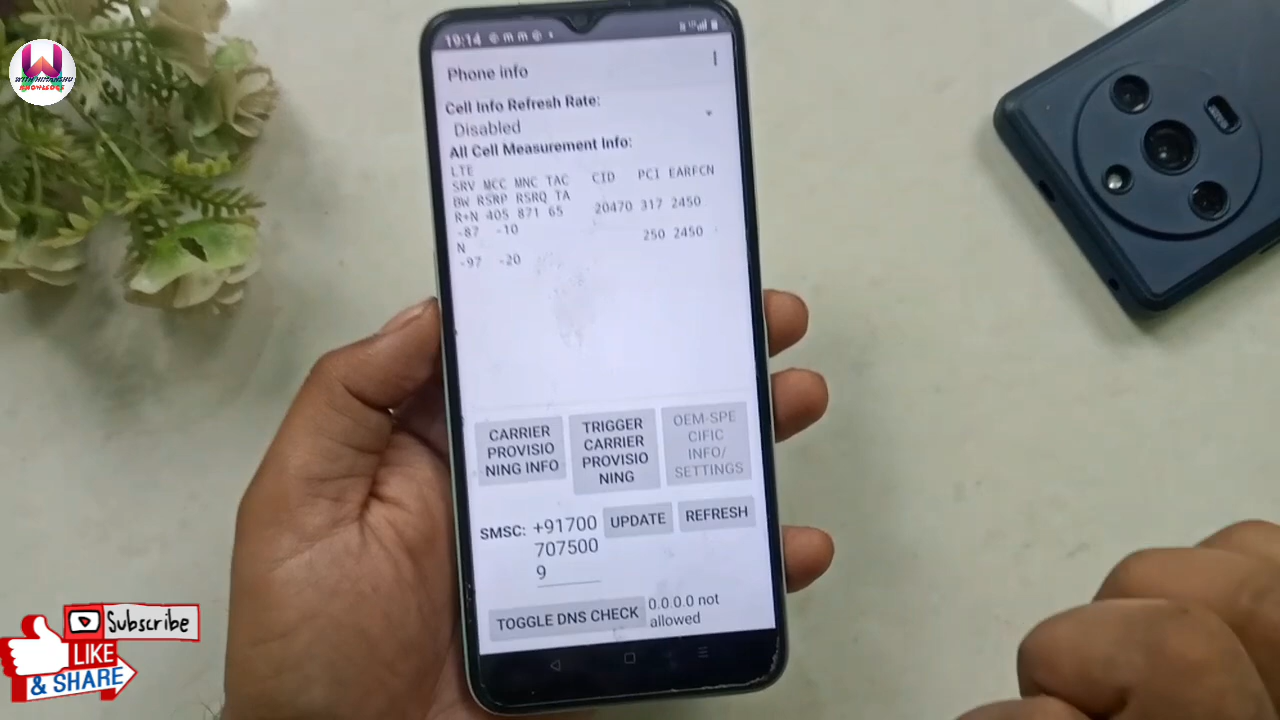 WITH HIMANSHU
KNOWLEDGE
19:14
Phone info
Cell Info Refresh Rate:
Disabled
All Cell Measurement Info:
LTE
SRV MCC MNC TAC CID PCI EARFCN
BW RSRP RSRQ TA
R+N 405 871 65 20470 317 2450
-87 -10
N 250 2450
-97 -20
CARRIER
PROVISIO
NING INFO
TRIGGER
CARRIER
PROVISIO
NING
OEM-SPE
CIFIC
INFO/
SETTINGS
SMSC: +91700
707500
9
UPDATE
REFRESH
TOGGLE DNS CHECK
0.0.0.0 not
allowed
Subscribe
LIKE
& SHARE